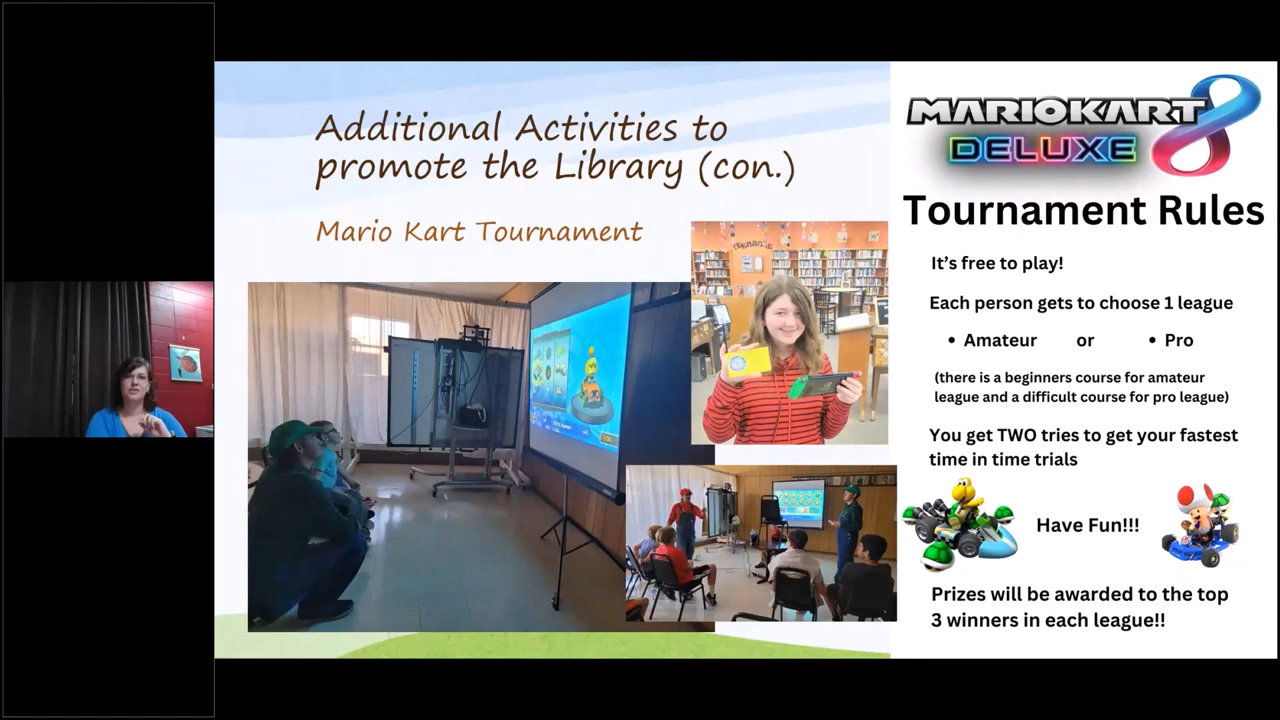 Additional Activities to
promote the Library (con.)
Mario Kart Tournament
MARIOKART 8
DELUXE
Tournament Rules
It's free to play!
Each person gets to choose 1 league
• Amateur or • Pro
(there is a beginners course for amateur
league and a difficult course for pro league)
You get TWO tries to get your fastest
time in time trials
Have Fun!!!
Prizes will be awarded to the top
3 winners in each league!!